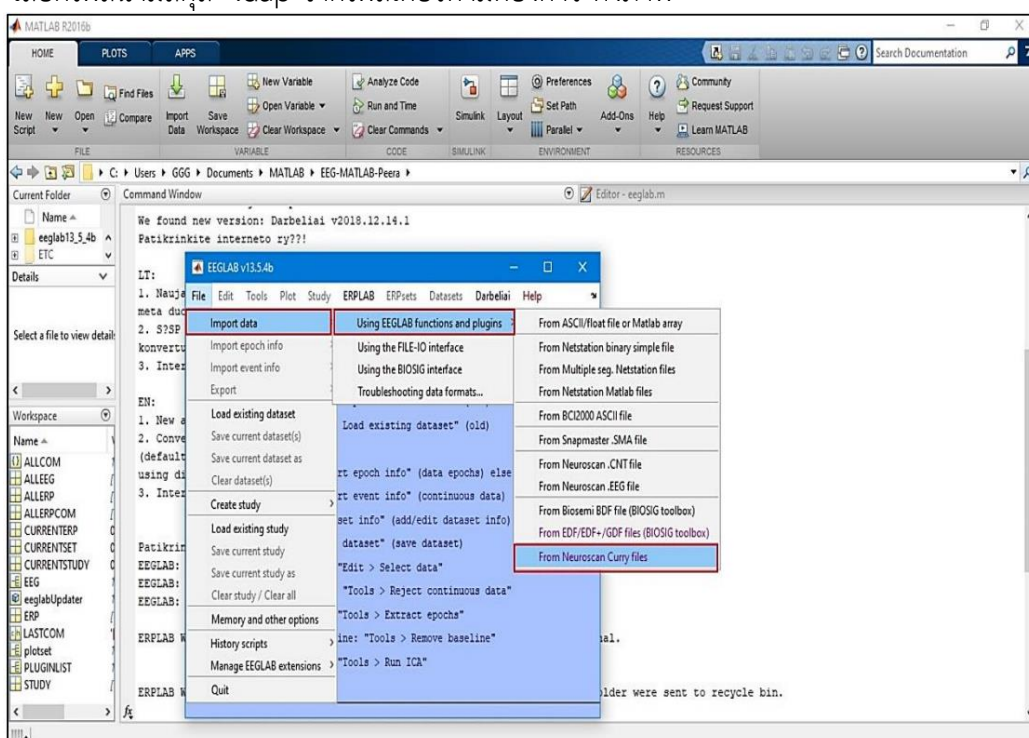 MATLAB R2016b
HOME PLOTS APPS
Search Documentation
New Script
New
Open
Find Files
Compare
Import Data
Save Workspace
New Variable
Open Variable
Clear Workspace
Analyze Code
Run and Time
Clear Commands
Simulink
Layout
Preferences
Set Path
Parallel
Add-Ons
Help
Community
Request Support
Learn MATLAB
FILE VARIABLE CODE SIMULINK ENVIRONMENT RESOURCES
C: Users GGG Documents MATLAB EEG-MATLAB-Peera
Current Folder
Name
eeglab13_5_4b
ETC
Details
Select a file to view detail
Workspace
Name
ALLCOM
ALLEEG
ALLERP
ALLERPCOM
CURRENTERP
CURRENTSET
CURRENTSTUDY
EEG
eeglabUpdater
ERP
LASTCOM
plotset
PLUGINLIST
STUDY
Command Window
Editor - eeglab.m
We found new version: Darbeliai v2018.12.14.1
Patikrinkite interneto ry??!
LT:
1. Nauja
meta duo
2. S?SP
konvertu
3. Inter
EN:
1. New a
2. Conve
(default
using di
3. Inter
Patikrin
EEGLAB:
EEGLAB:
EEGLAB:
ERPLAB W
ial.
ERPLAB W
older were sent to recycle bin.
EEGLAB v13.5.4b
File Edit Tools Plot Study ERPLAB ERPsets Datasets Darbeliai Help
Import data
Import epoch info
Import event info
Export
Load existing dataset
Save current dataset(s)
Save current dataset as
Clear dataset(s)
Create study
Load existing study
Save current study
Save current study as
Clear study / Clear all
Memory and other options
History scripts
Manage EEGLAB extensions
Quit
Using EEGLAB functions and plugins
Using the FILE-IO interface
Using the BIOSIG interface
Troubleshooting data formats...
Load existing dataset" (old)
rt epoch info" (data epochs) else
rt event info" (continuous data)
set info" (add/edit dataset info)
dataset" (save dataset)
"Edit > Select data"
"Tools > Reject continuous data"
"Tools > Extract epochs"
ine: "Tools > Remove baseline"
"Tools > Run ICA"
From ASCII/float file or Matlab array
From Netstation binary simple file
From Multiple seg. Netstation files
From Netstation Matlab files
From BCI2000 ASCII file
From Snapmaster .SMA file
From Neuroscan .CNT file
From Neuroscan .EEG file
From Biosemi BDF file (BIOSIG toolbox)
From EDF/EDF+/GDF files (BIOSIG toolbox)
From Neuroscan Curry files